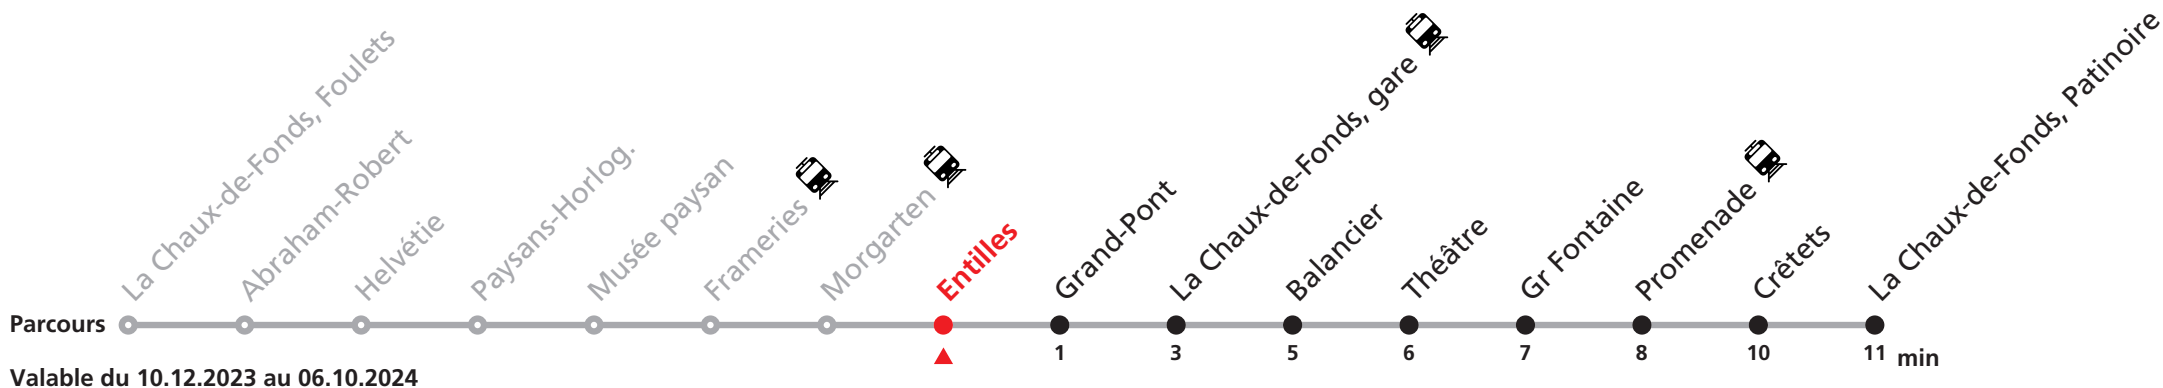 La Chaux-de-Fonds, Foulets
Abraham-Robert
Helvétie
Paysans-Horlog.
Musée paysan
Frameries
Morgarten
Entilles
Grand-Pont
La Chaux-de-Fonds, gare
Balancier
Théâtre
Gr Fontaine
Promenade
Crêtets
La Chaux-de-Fonds, Patinoire
Parcours
1 3 5 6 7 8 10 11 min
Valable du 10.12.2023 au 06.10.2024